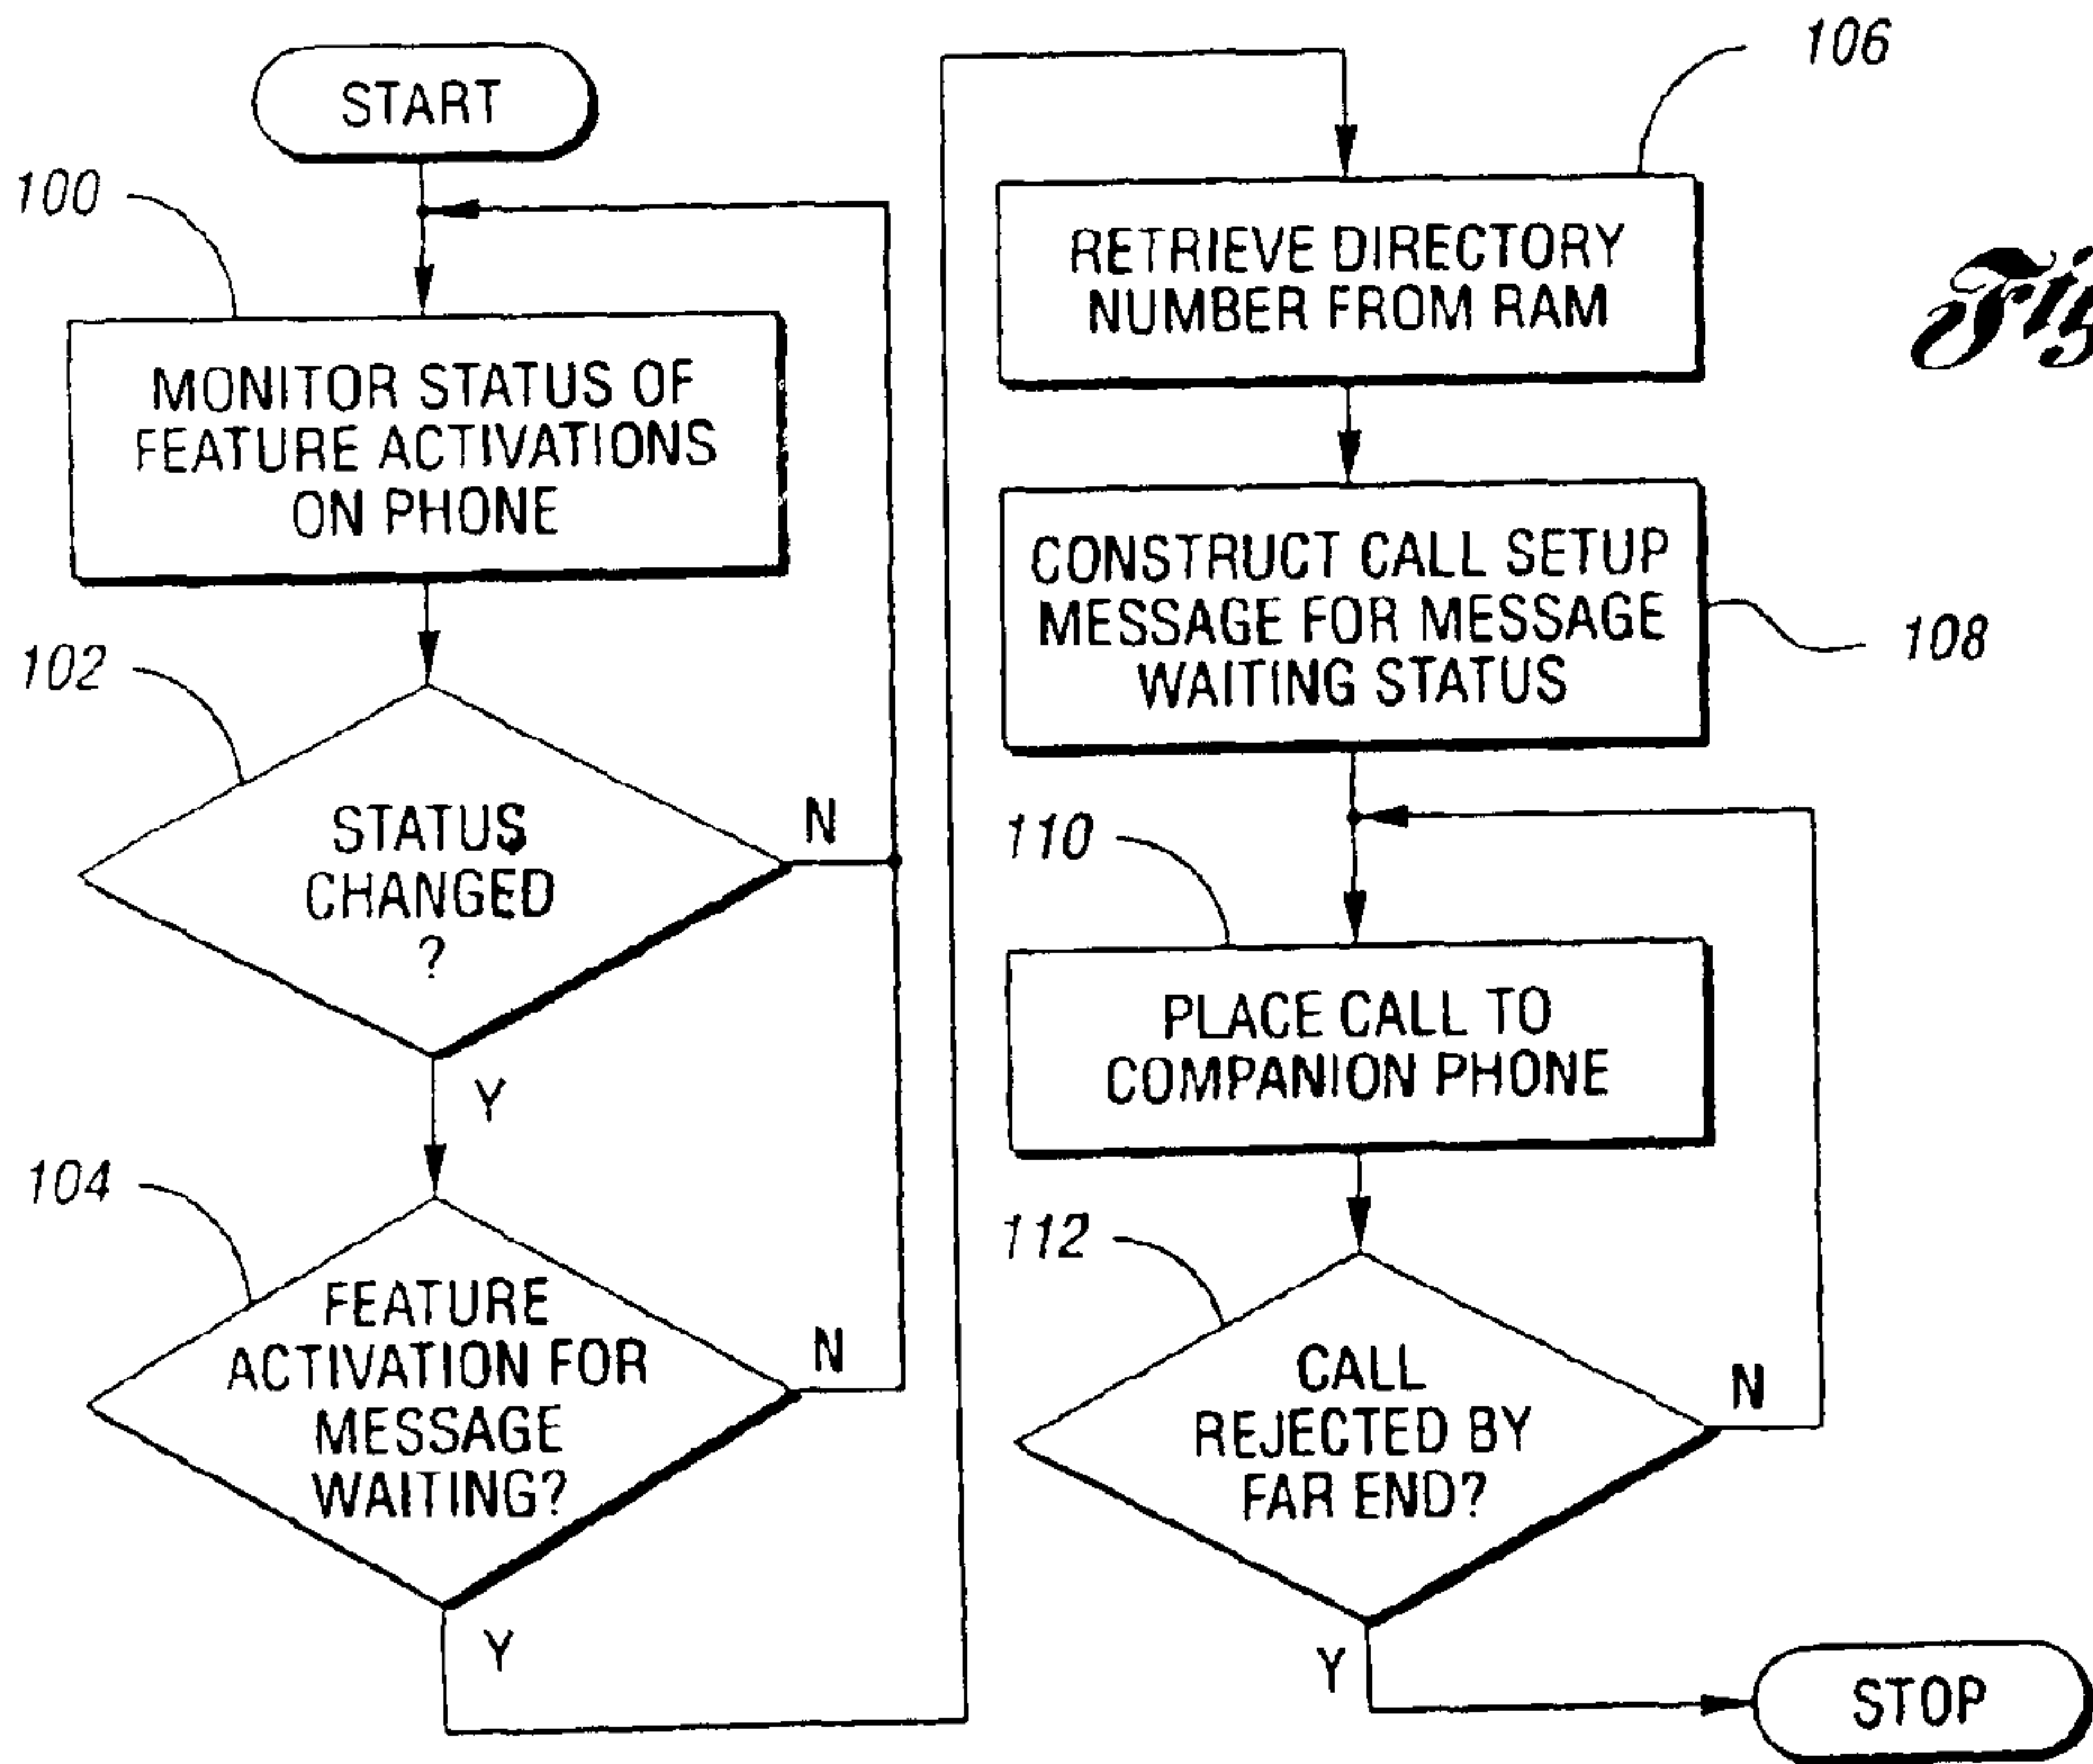 START
100
MONITOR STATUS OF
FEATURE ACTIVATIONS
ON PHONE
102
STATUS
CHANGED
?
N
Y
104
FEATURE
ACTIVATION FOR
MESSAGE
WAITING?
N
Y
106
RETRIEVE DIRECTORY
NUMBER FROM RAM
CONSTRUCT CALL SETUP
MESSAGE FOR MESSAGE
WAITING STATUS
108
110
PLACE CALL TO
COMPANION PHONE
112
CALL
REJECTED BY
FAR END?
N
Y
STOP